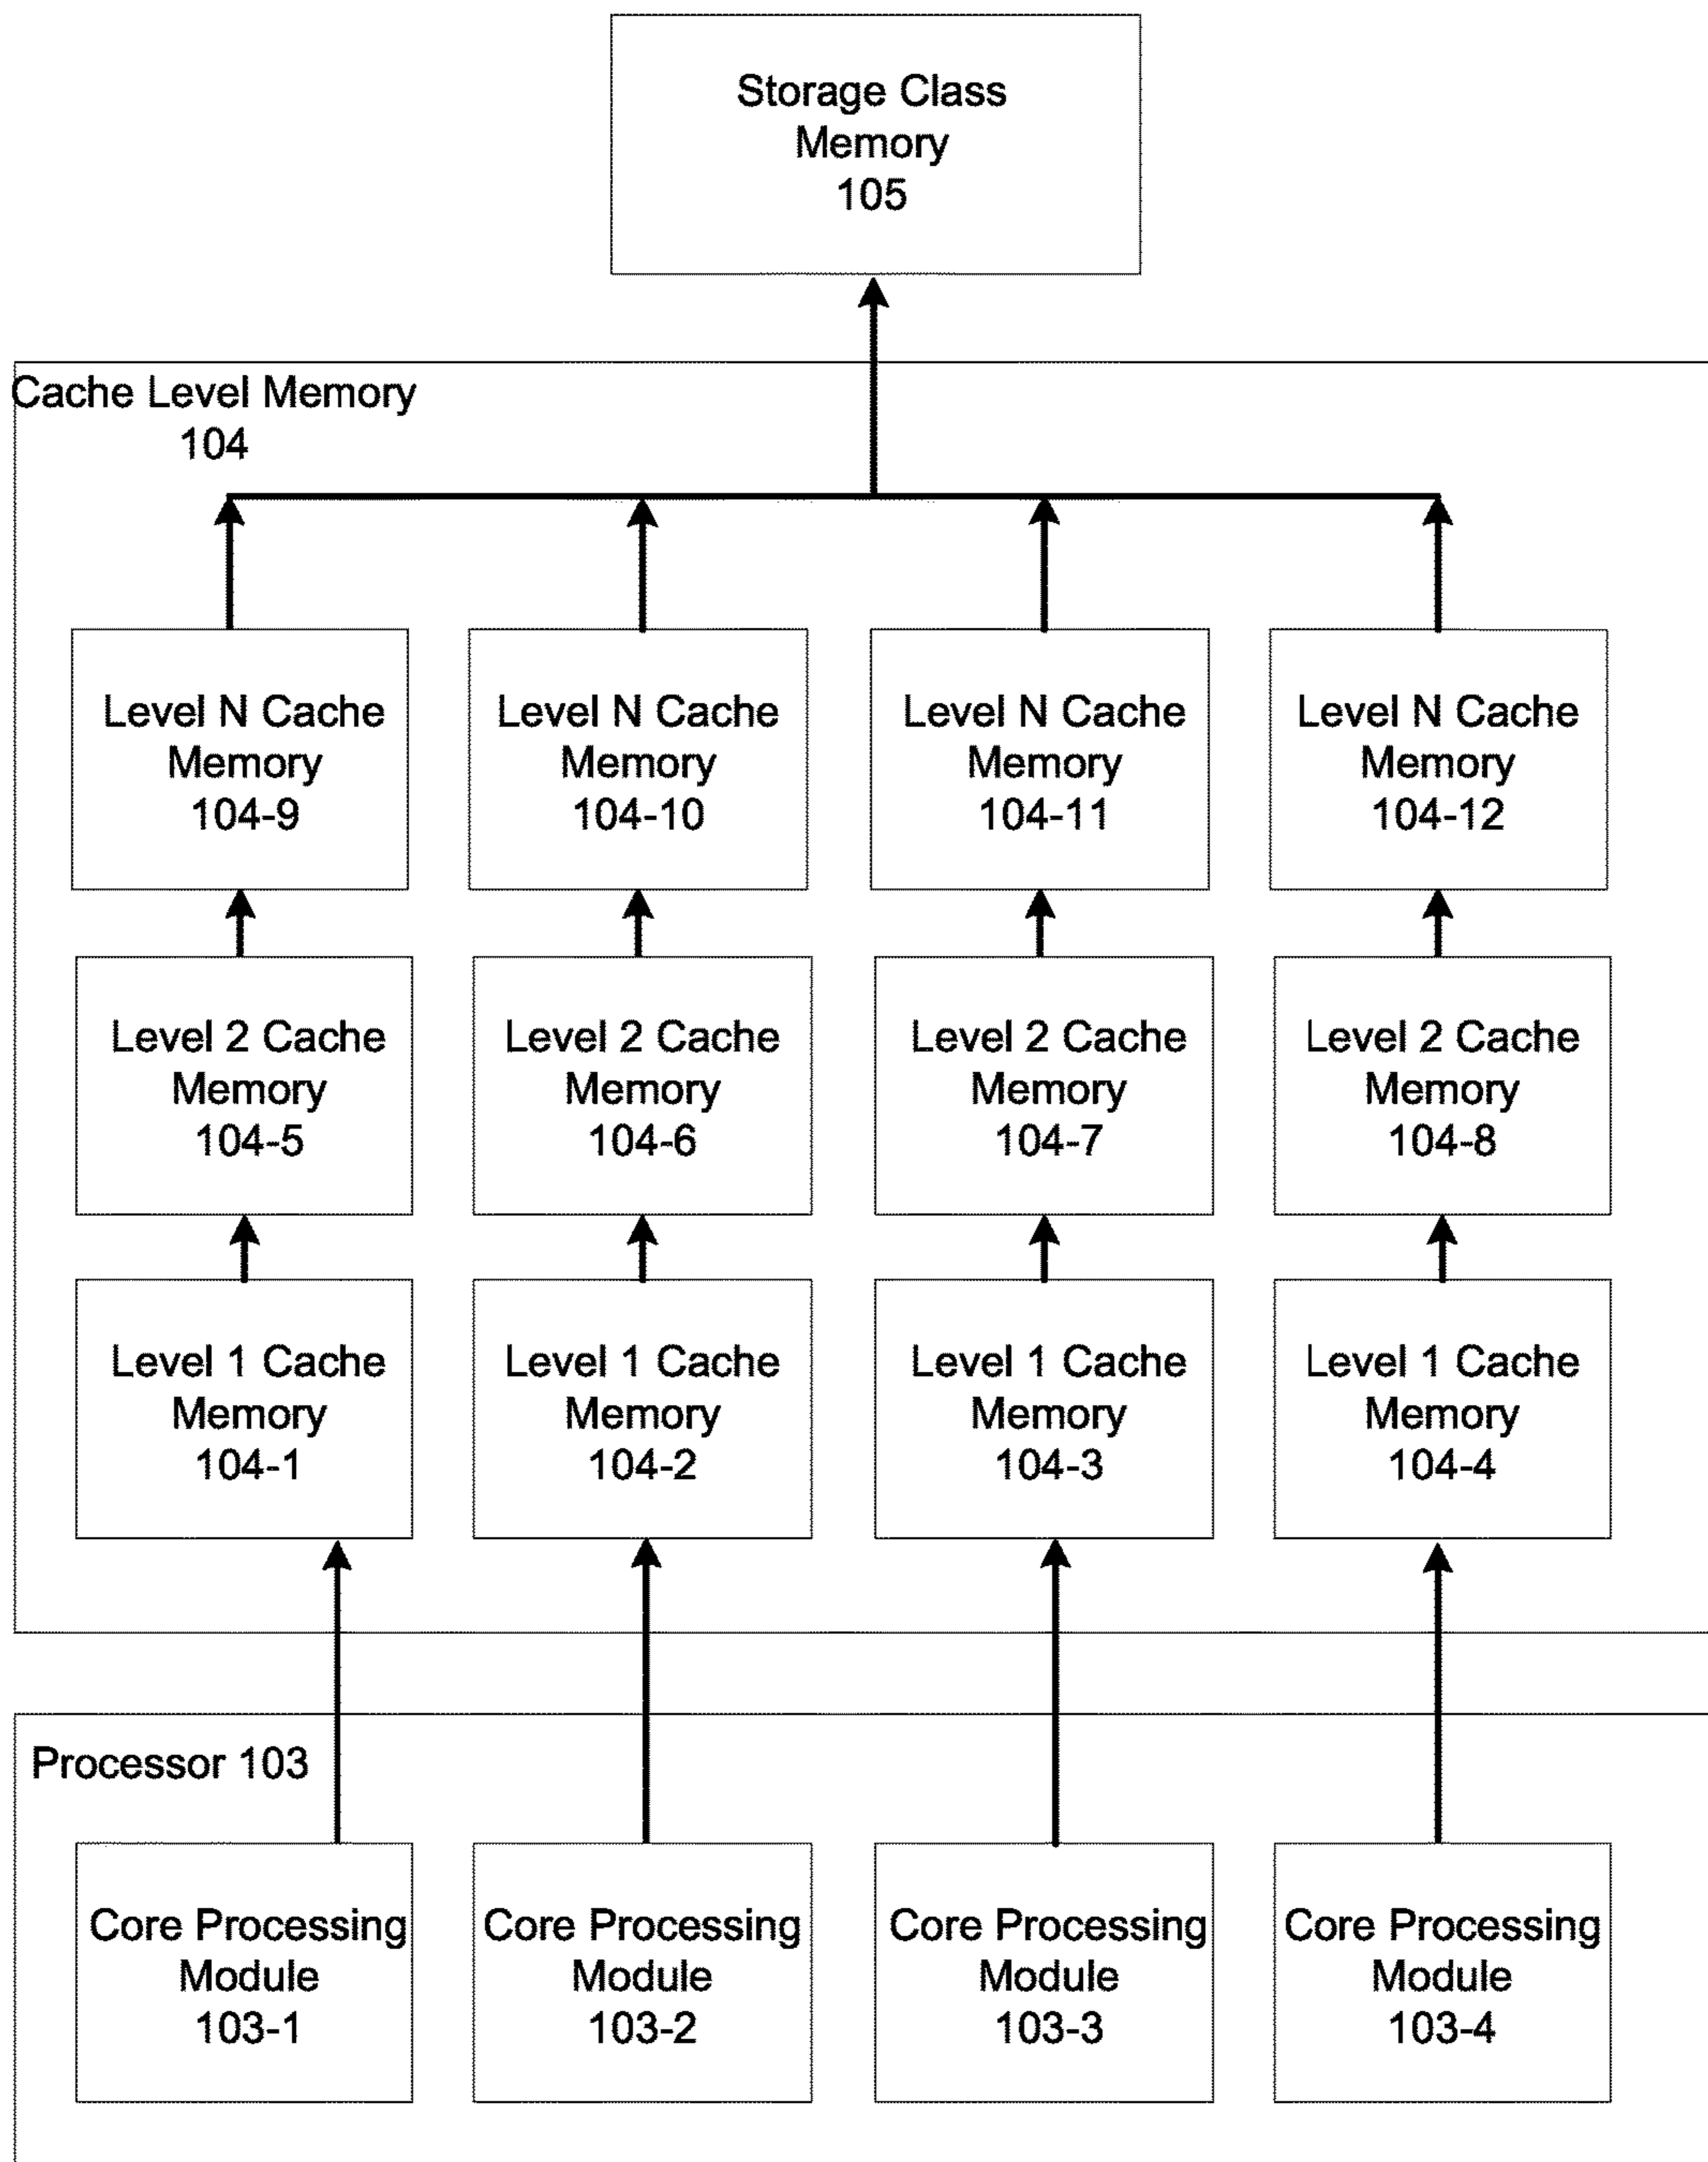 Storage Class
Memory
105
Cache Level Memory
104
Level N Cache
Memory
104-9
Level N Cache
Memory
104-10
Level N Cache
Memory
104-11
Level N Cache
Memory
104-12
Level 2 Cache
Memory
104-5
Level 2 Cache
Memory
104-6
Level 2 Cache
Memory
104-7
Level 2 Cache
Memory
104-8
Level 1 Cache
Memory
104-1
Level 1 Cache
Memory
104-2
Level 1 Cache
Memory
104-3
Level 1 Cache
Memory
104-4
Processor 103
Core Processing
Module
103-1
Core Processing
Module
103-2
Core Processing
Module
103-3
Core Processing
Module
103-4